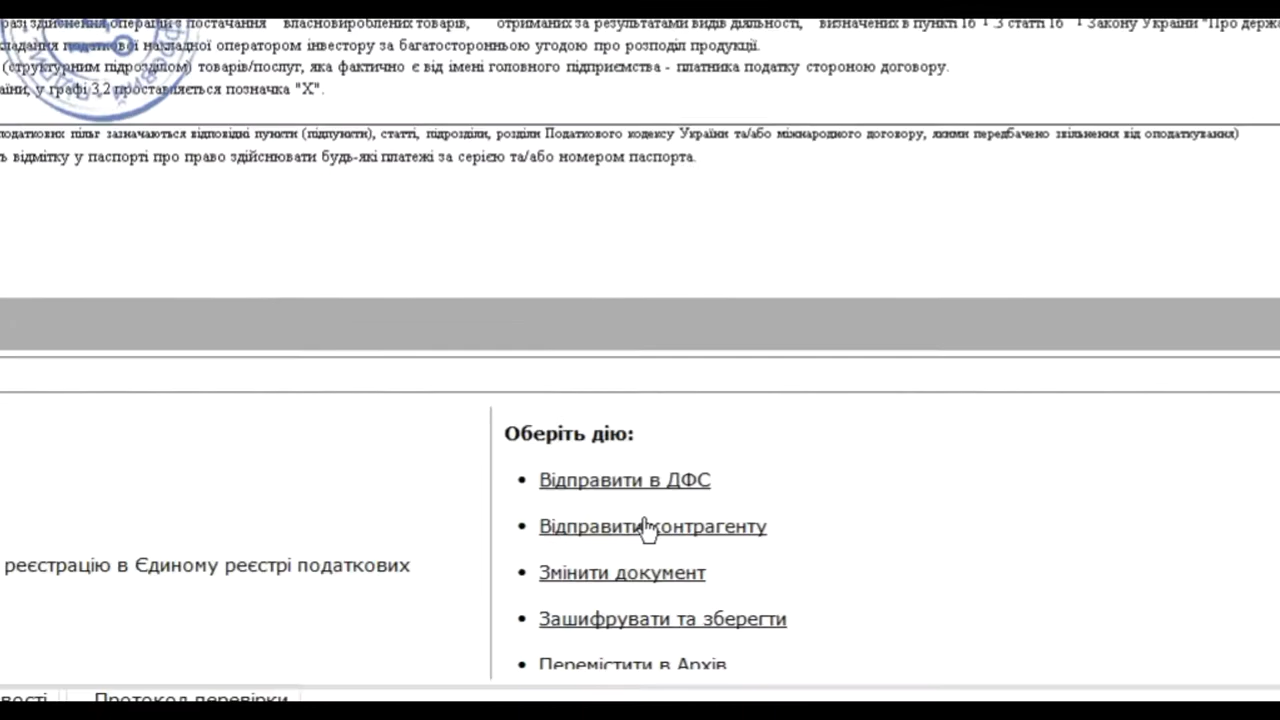 разі здійснення операцій з постачання власновироблених товарів, отриманих за результатами видів діяльності, визначених в пункті 16 1 .3 статті 16 1 Закону України "Про держа
кладання податкової накладної оператором інвестору за багатосторонньою угодою про розподіл продукції.
(структурним підрозділом) товарів/послуг, яка фактично є від імені головного підприємства - платника податку стороною договору.
аїни, у графі 3.2 проставляється позначка "Х".
податкових пільг зазначаються відповідні пункти (підпункти), статті, підрозділи, розділи Податкового кодексу України та/або міжнародного договору, якими передбачено звільнення від оподаткування)
ь відмітку у паспорті про право здійснювати будь-які платежі за серією та/або номером паспорта.
Оберіть дію:
• Відправити в ДФС
• Відправити контрагенту
реєстрацію в Єдиному реєстрі податкових
• Змінити документ
• Зашифрувати та зберегти
• Перемістити в Архів
вості Протокол перевірки